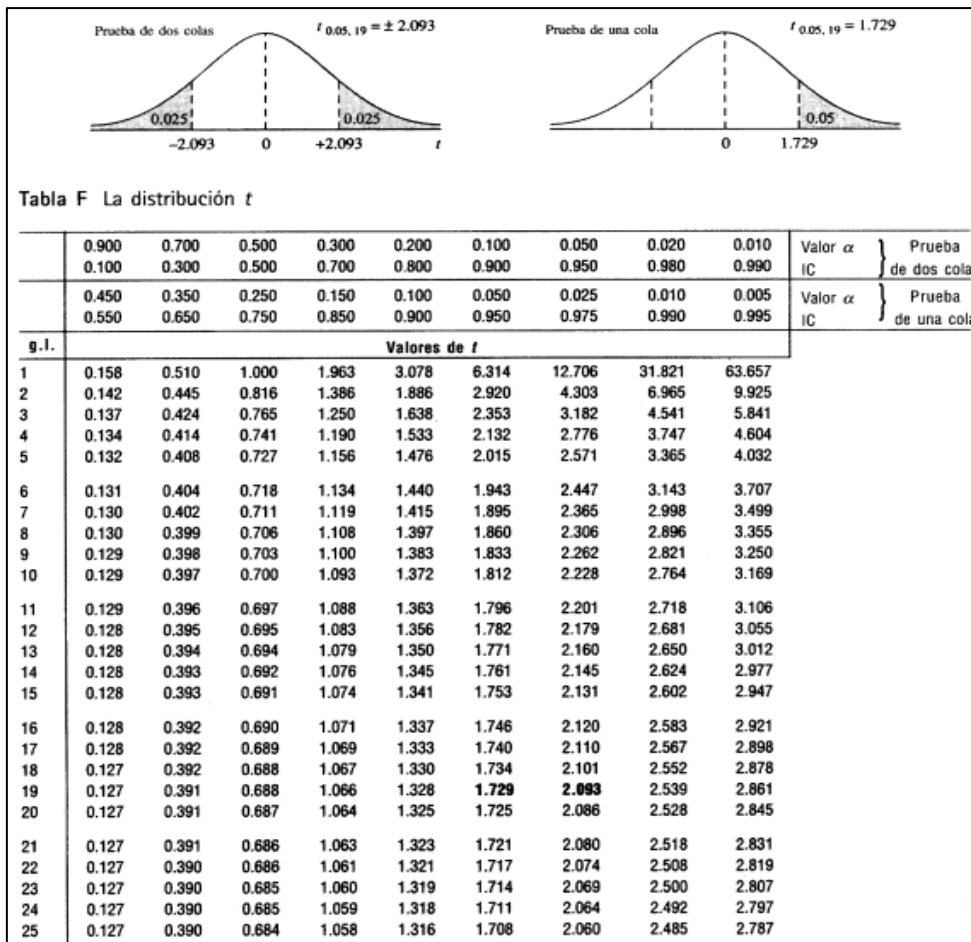 Prueba de dos colas t 0.05, 19 = ± 2.093 Prueba de una cola t 0.05, 19 = 1.729
0.025 0.025 0.05
−2.093 0 +2.093 t 0 1.729
Tabla F La distribución t
0.900 0.700 0.500 0.300 0.200 0.100 0.050 0.020 0.010 Valor α } Prueba
0.100 0.300 0.500 0.700 0.800 0.900 0.950 0.980 0.990 IC de dos cola
0.450 0.350 0.250 0.150 0.100 0.050 0.025 0.010 0.005 Valor α } Prueba
0.550 0.650 0.750 0.850 0.900 0.950 0.975 0.990 0.995 IC de una cola
g.l. Valores de t
1 0.158 0.510 1.000 1.963 3.078 6.314 12.706 31.821 63.657
2 0.142 0.445 0.816 1.386 1.886 2.920 4.303 6.965 9.925
3 0.137 0.424 0.765 1.250 1.638 2.353 3.182 4.541 5.841
4 0.134 0.414 0.741 1.190 1.533 2.132 2.776 3.747 4.604
5 0.132 0.408 0.727 1.156 1.476 2.015 2.571 3.365 4.032
6 0.131 0.404 0.718 1.134 1.440 1.943 2.447 3.143 3.707
7 0.130 0.402 0.711 1.119 1.415 1.895 2.365 2.998 3.499
8 0.130 0.399 0.706 1.108 1.397 1.860 2.306 2.896 3.355
9 0.129 0.398 0.703 1.100 1.383 1.833 2.262 2.821 3.250
10 0.129 0.397 0.700 1.093 1.372 1.812 2.228 2.764 3.169
11 0.129 0.396 0.697 1.088 1.363 1.796 2.201 2.718 3.106
12 0.128 0.395 0.695 1.083 1.356 1.782 2.179 2.681 3.055
13 0.128 0.394 0.694 1.079 1.350 1.771 2.160 2.650 3.012
14 0.128 0.393 0.692 1.076 1.345 1.761 2.145 2.624 2.977
15 0.128 0.393 0.691 1.074 1.341 1.753 2.131 2.602 2.947
16 0.128 0.392 0.690 1.071 1.337 1.746 2.120 2.583 2.921
17 0.128 0.392 0.689 1.069 1.333 1.740 2.110 2.567 2.898
18 0.127 0.392 0.688 1.067 1.330 1.734 2.101 2.552 2.878
19 0.127 0.391 0.688 1.066 1.328 1.729 2.093 2.539 2.861
20 0.127 0.391 0.687 1.064 1.325 1.725 2.086 2.528 2.845
21 0.127 0.391 0.686 1.063 1.323 1.721 2.080 2.518 2.831
22 0.127 0.390 0.686 1.061 1.321 1.717 2.074 2.508 2.819
23 0.127 0.390 0.685 1.060 1.319 1.714 2.069 2.500 2.807
24 0.127 0.390 0.685 1.059 1.318 1.711 2.064 2.492 2.797
25 0.127 0.390 0.684 1.058 1.316 1.708 2.060 2.485 2.787